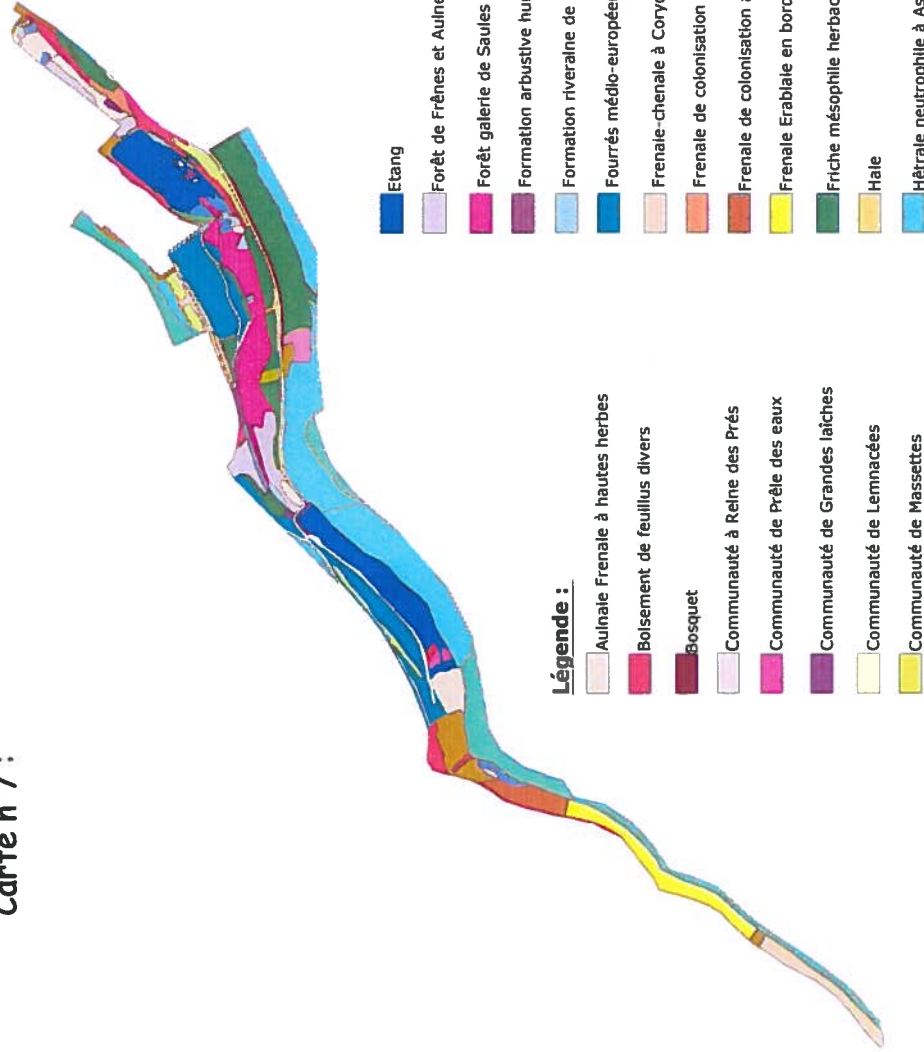 Carte n°7 :
Légende :
Aulnaie Frenaie à hautes herbes
Boisement de feuillus divers
Bosquet
Communauté à Reine des Prés
Communauté de Prêle des eaux
Communauté de Grandes laîches
Communauté de Lemnacées
Communauté de Massettes
Etang
Forêt de Frênes et Aulne
Forêt galerie de Saules
Formation arbustive hu
Formation riveraine de
Fourrés médio-europée
Frenaie-chenaie à Cory
Frenaie de colonisation
Frenaie de colonisation à
Frenaie Erablaie en bor
Friche mésophile herbac
Haie
Hêtraie neutrophile à As